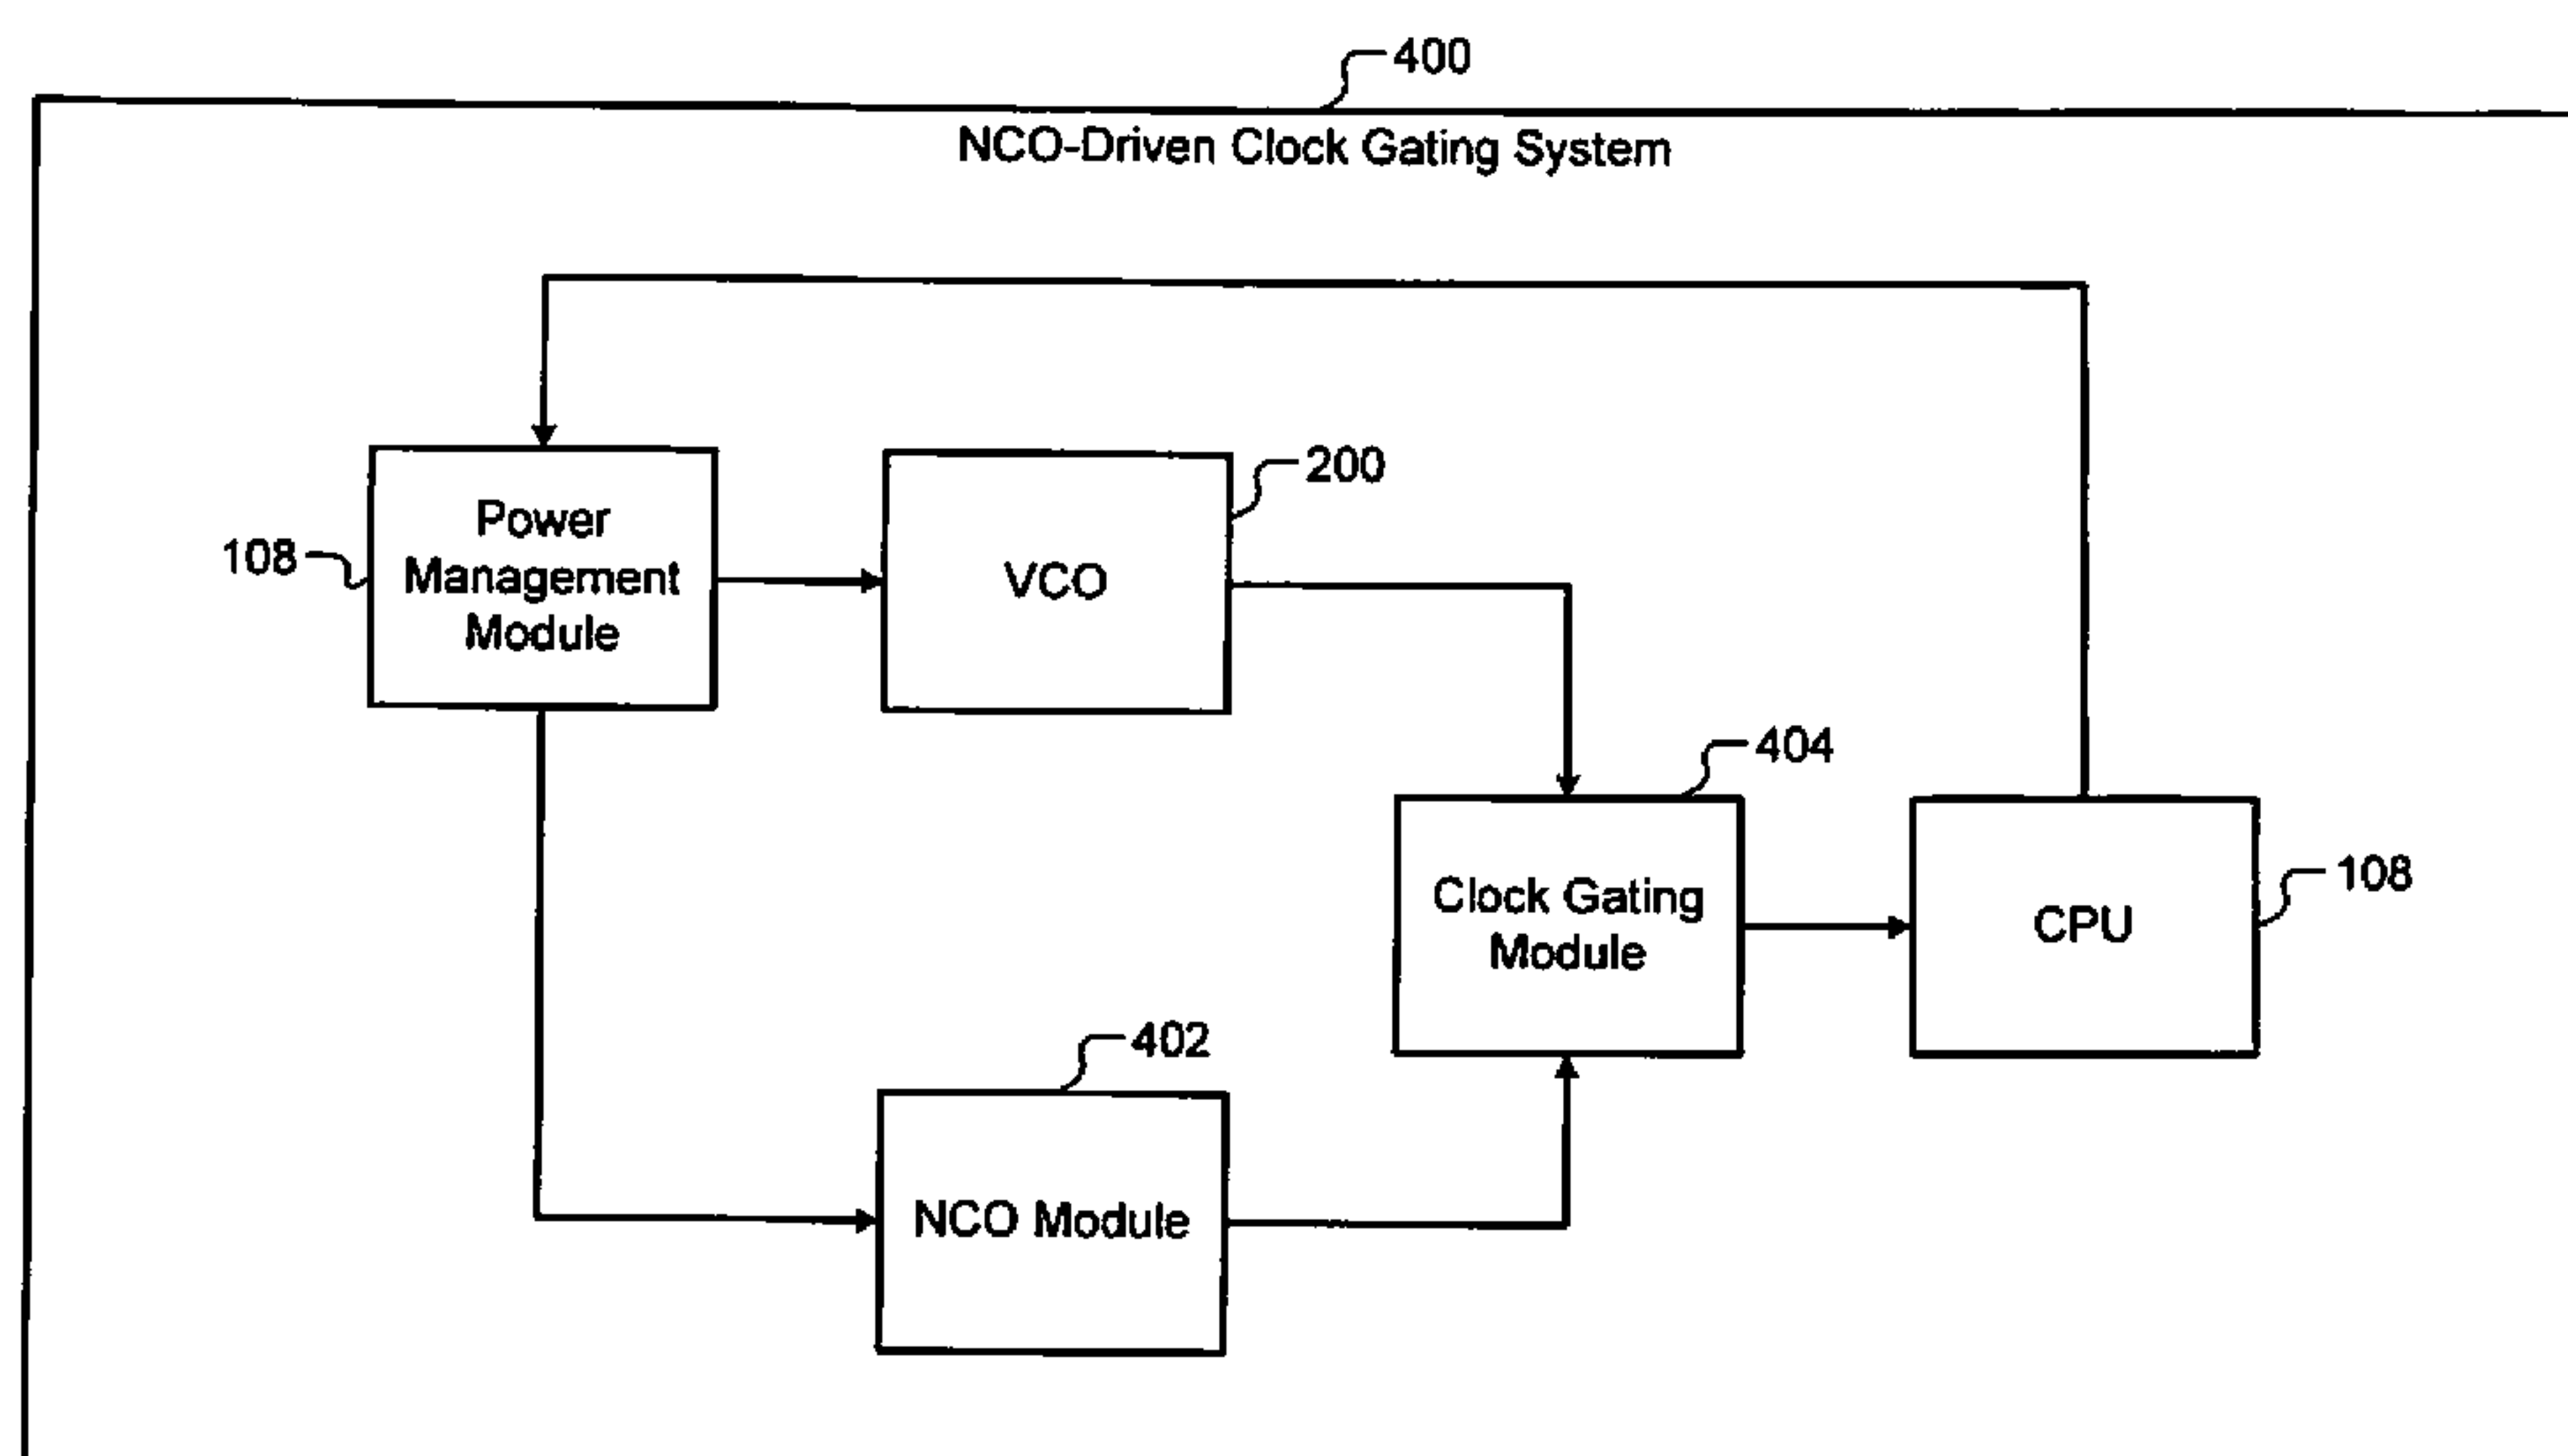 400
NCO-Driven Clock Gating System
Power
Management
Module
108
VCO
200
404
Clock Gating
Module
CPU
108
402
NCO Module